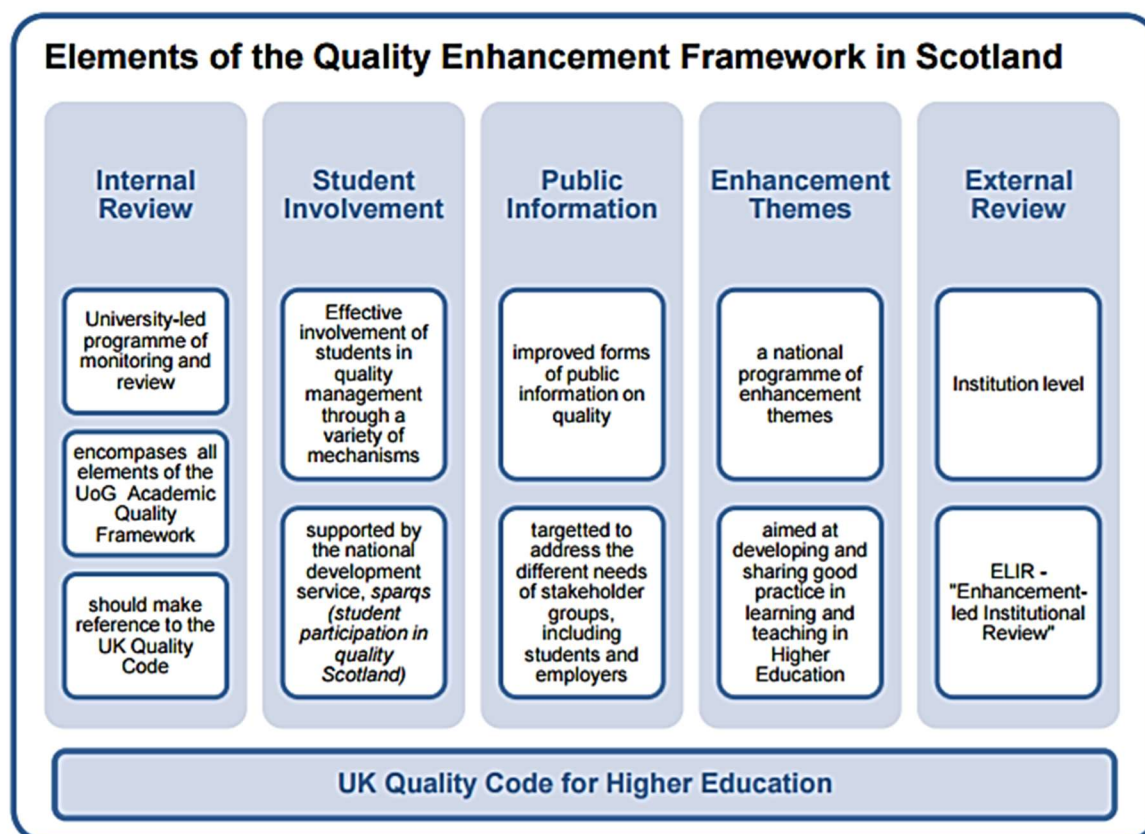 Elements of the Quality Enhancement Framework in Scotland
Internal
Review
University-led
programme of
monitoring and
review
encompases all
elements of the
UoG Academic
Quality
Framework
should make
reference to the
UK Quality
Code
Student
Involvement
Effective
involvement of
students in
quality
management
through a
variety of
mechanisms
supported by
the national
development
service, sparqs
(student
participation in
quality
Scotland)
Public
Information
improved forms
of public
information on
quality
targetted to
address the
different needs
of stakeholder
groups,
including
students and
employers
Enhancement
Themes
a national
programme of
enhancement
themes
aimed at
developing and
sharing good
practice in
learning and
teaching in
Higher
Education
External
Review
Institution level
ELIR -
"Enhancement-
led Institutional
Review"
UK Quality Code for Higher Education